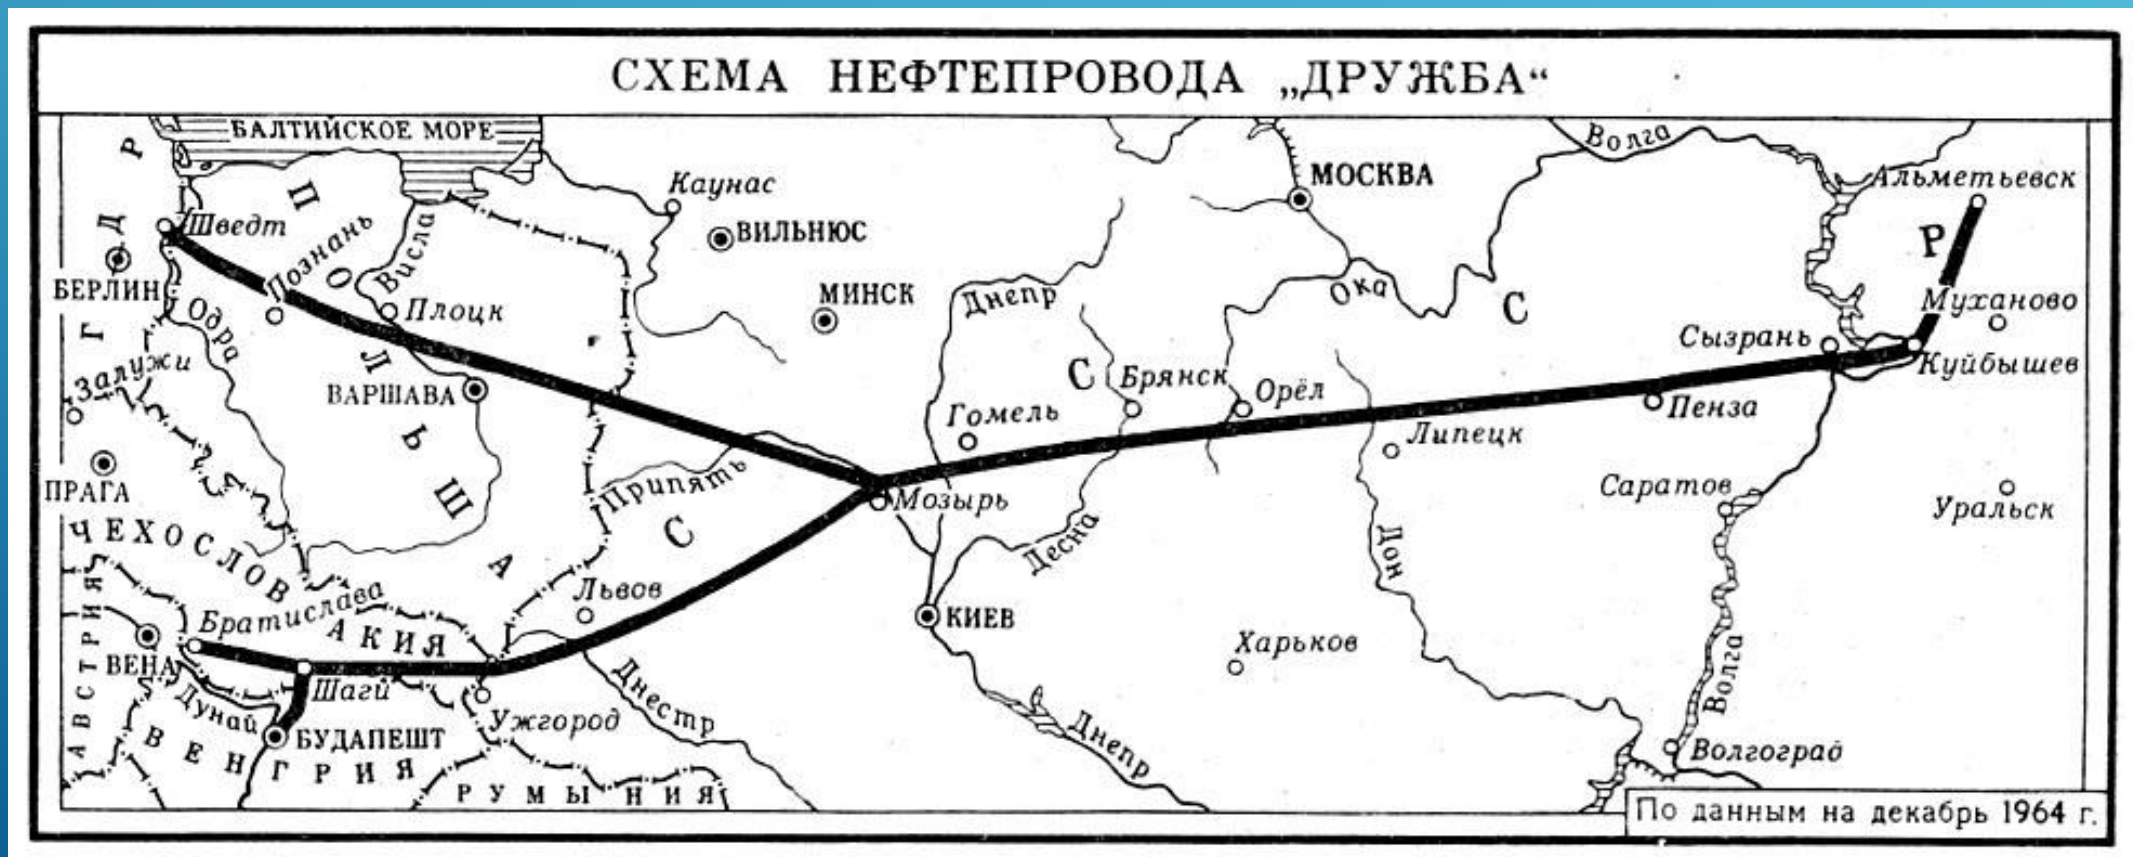 СХЕМА НЕФТЕПРОВОДА „ДРУЖБА“
БАЛТИЙСКОЕ МОРЕ
Волга
Каунас
МОСКВА
Альметьевск
ГДР
Шведт
ПОЛЬША
Познань
Висла
ВИЛЬНЮС
СССР
БЕРЛИН
Одра
Плоцк
МИНСК
Днепр
Ока
Муханово
Залужи
ВАРШАВА
Гомель
Брянск
Орёл
Сызрань
Куйбышев
Пенза
Липецк
ПРАГА
Припять
Мозырь
Саратов
Уральск
ЧЕХОСЛОВАКИЯ
Десна
Дон
Львов
КИЕВ
АВСТРИЯ
Братислава
ВЕНА
Харьков
Волга
Шаги
Дунай
Ужгород
Днестр
БУДАПЕШТ
Днепр
Волгоград
ВЕНГРИЯ
РУМЫНИЯ
По данным на декабрь 1964 г.